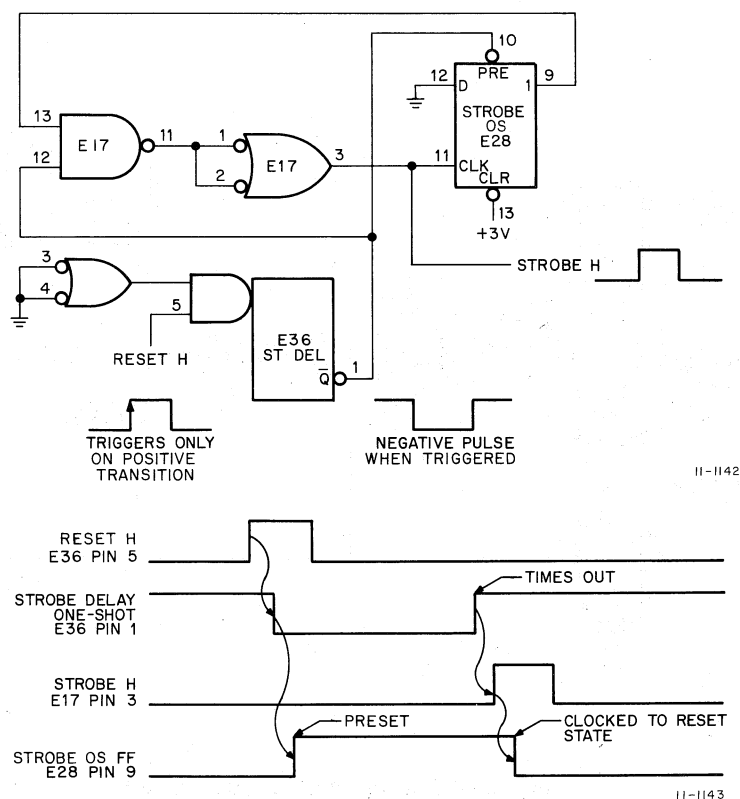 10
PRE
12
D
1
9
STROBE
OS
E28
13
E17
11
12
1
E17
2
3
11
CLK
CLR
13
+3V
STROBE H
3
4
5
RESET H
E36
ST DEL
Q̅
1
TRIGGERS ONLY
ON POSITIVE
TRANSITION
NEGATIVE PULSE
WHEN TRIGGERED
11-1142
RESET H
E36 PIN 5
TIMES OUT
STROBE DELAY
ONE-SHOT
E36 PIN 1
STROBE H
E17 PIN 3
PRESET
CLOCKED TO RESET
STATE
STROBE OS FF
E28 PIN 9
11-1143